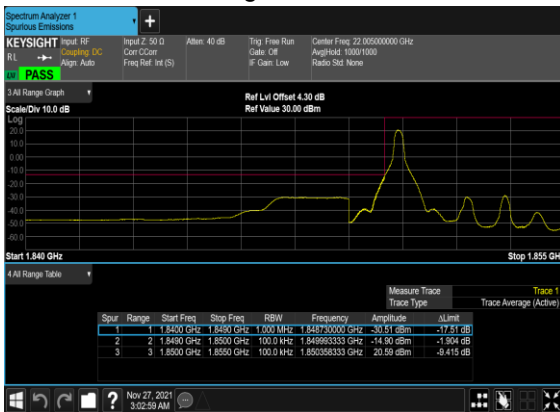 Spectrum Analyzer 1
Spurious Emissions
KEYSIGHT Input: RF Input Z: 50 Ω Atten: 40 dB Trig: Free Run Center Freq: 22.005000000 GHz
RL Coupling: DC Corr CCorr Gate: Off Avg|Hold: 1000/1000
Align: Auto Freq Ref: Int (S) IF Gain: Low Radio Std: None
PASS
3 All Range Graph Ref Lvl Offset 4.30 dB
Scale/Div 10.0 dB Ref Value 30.00 dBm
Log
20.0
10.0
0.00
-10.0
-20.0
-30.0
-40.0
-50.0
-60.0
Start 1.840 GHz Stop 1.855 GH
4 All Range Table
Measure Trace Trace 1
Trace Type Trace Average (Active)
Spur Range Start Freq Stop Freq RBW Frequency Amplitude ΔLimit
1 1 1.8400 GHz 1.8490 GHz 1.000 MHz 1.848730000 GHz -30.51 dBm -17.51 dB
2 2 1.8490 GHz 1.8500 GHz 100.0 kHz 1.849993333 GHz -14.90 dBm -1.904 dB
3 3 1.8500 GHz 1.8550 GHz 100.0 kHz 1.850358333 GHz 20.59 dBm -9.415 dB
Nov 27, 2021
3:02:59 AM